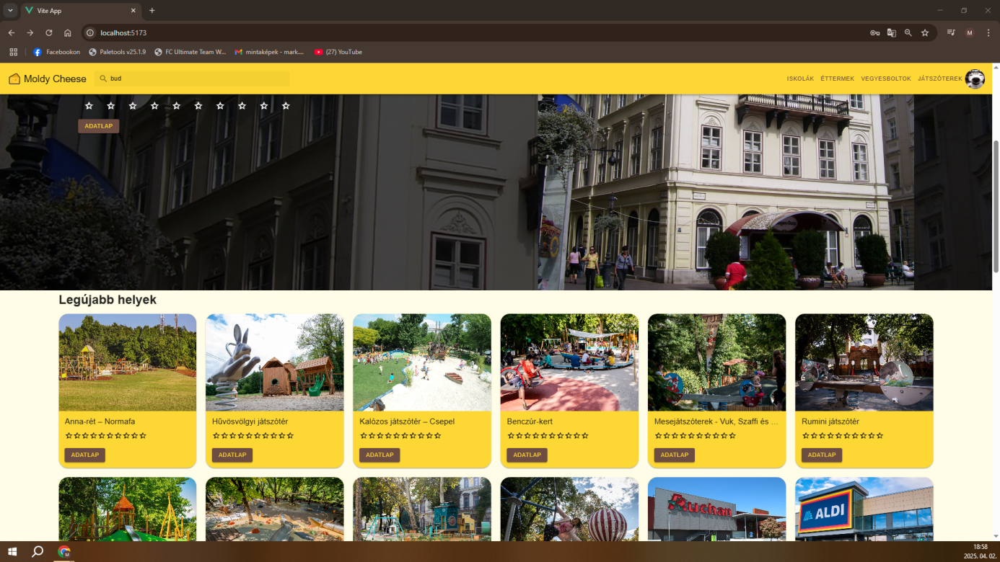 Vite App
localhost:5173
Facebookon
Paletools v25.1.9
FC Ultimate Team W...
mintaképek - mark....
(27) YouTube
Moldy Cheese
bud
ISKOLÁK ÉTTERMEK VEGYESBOLTOK JÁTSZÓTEREK
M
ADATLAP
Legújabb helyek
Anna-rét – Normafa
Hűvösvölgyi játszótér
Kalózos játszótér – Csepel
Benczúr-kert
Mesejátszóterek - Vuk, Szaffi és ...
Rumini játszótér
ADATLAP
ADATLAP
ADATLAP
ADATLAP
ADATLAP
ADATLAP
Auchan
ALDI
M
18:58
2025. 04. 02.